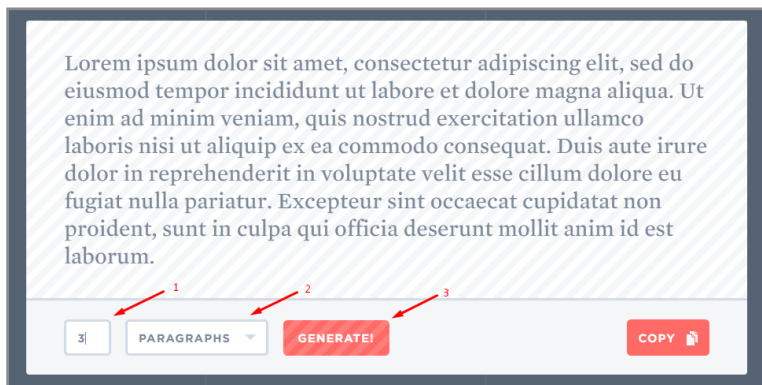 Lorem ipsum dolor sit amet, consectetur adipiscing elit, sed do
eiusmod tempor incididunt ut labore et dolore magna aliqua. Ut
enim ad minim veniam, quis nostrud exercitation ullamco
laboris nisi ut aliquip ex ea commodo consequat. Duis aute irure
dolor in reprehenderit in voluptate velit esse cillum dolore eu
fugiat nulla pariatur. Excepteur sint occaecat cupidatat non
proident, sunt in culpa qui officia deserunt mollit anim id est
laborum.
1
2
3
3
PARAGRAPHS
GENERATE!
COPY